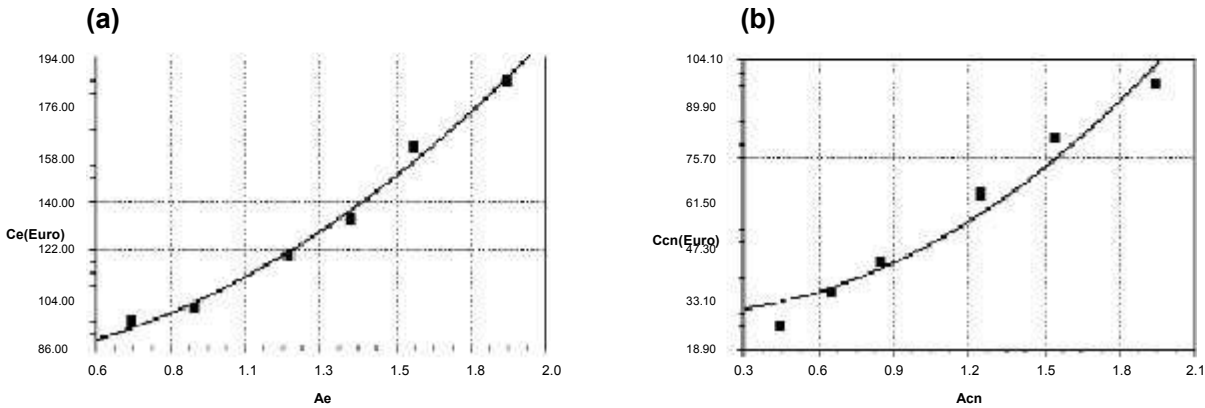 (a)
194.00
176.00
158.00
140.00
Ce(Euro)
122.00
104.00
86.00
0.6 0.8 1.1 1.3 1.5 1.8 2.0
Ae
(b)
104.10
89.90
75.70
61.50
Ccn(Euro)
47.30
33.10
18.90
0.3 0.6 0.9 1.2 1.5 1.8 2.1
Acn